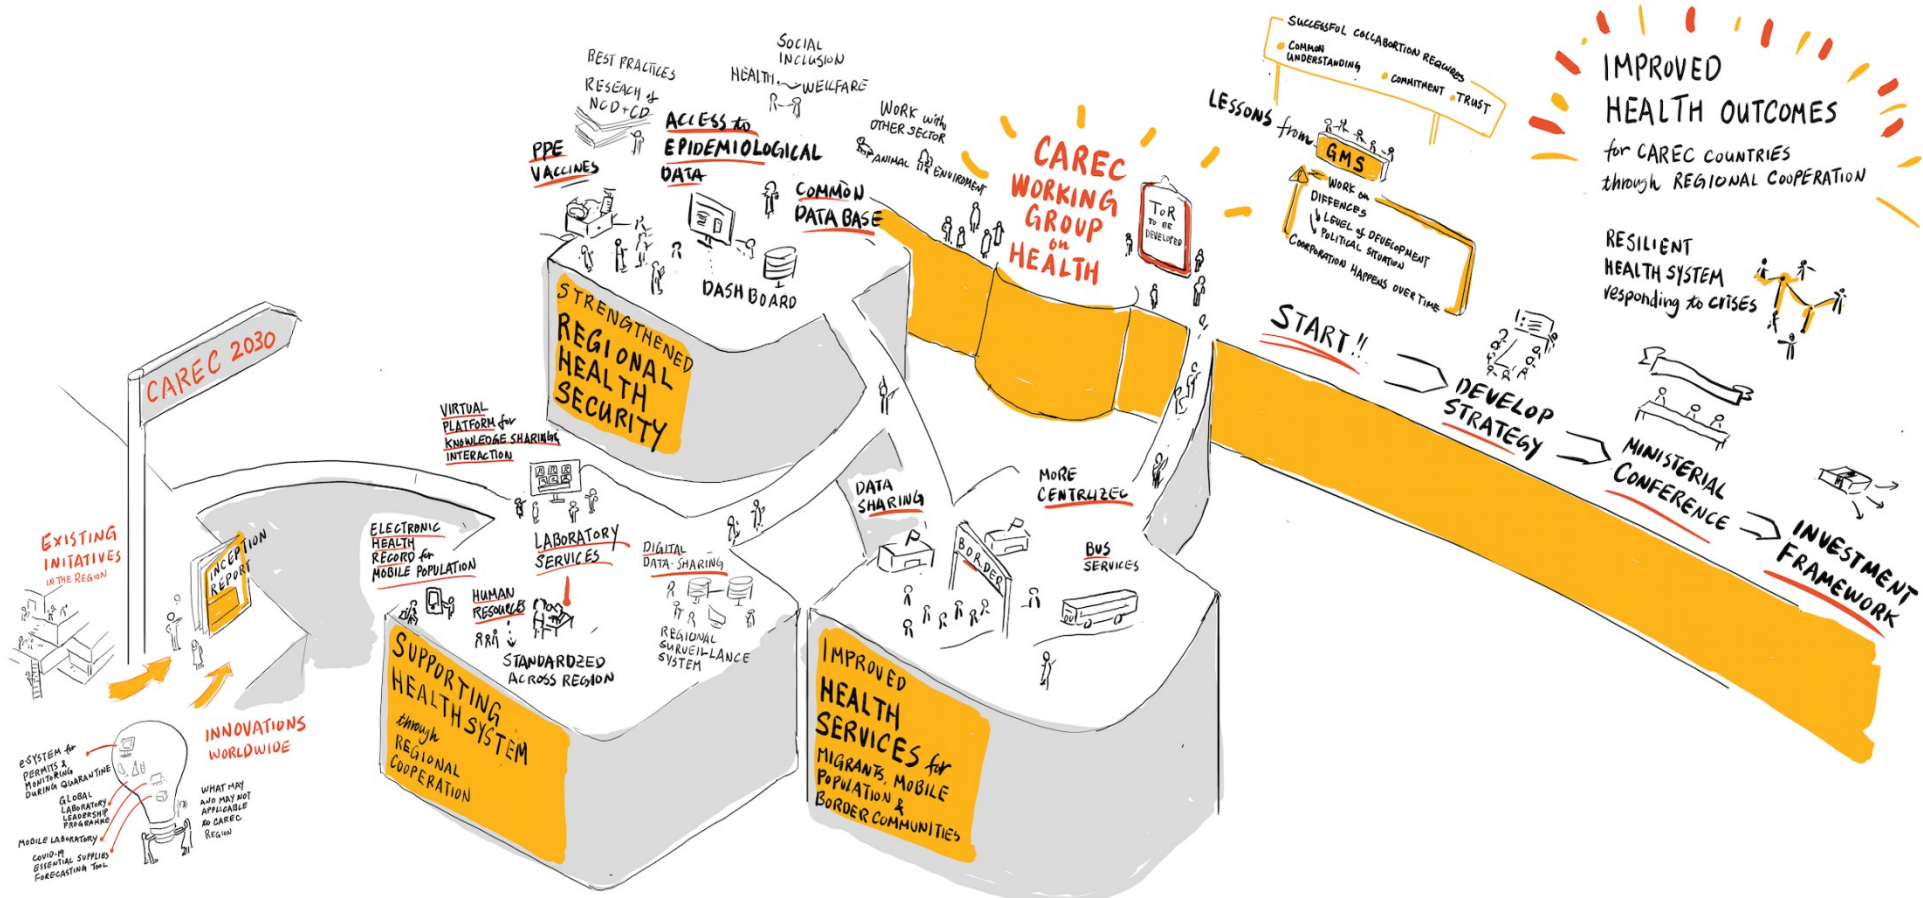 CAREC 2030
EXISTING
INITIATIVES
IN THE REGION
INCEPTION
REPORT
INNOVATIONS
WORLDWIDE
eSYSTEM for
PERMITS &
MONITORING
DURING QUARANTINE
GLOBAL
LABORATORY
LEADERSHIP
PROGRAMME
MOBILE LABORATORY
COVID-19
ESSENTIAL SUPPLIES
FORECASTING TOOL
WHAT MAY
AND MAY NOT
APPLICABLE
to CAREC
REGION
BEST PRACTICES
RESEACH of
NCD+CD
SOCIAL
INCLUSION
HEALTH
WELLFARE
PPE
VACCINES
ACCESS to
EPIDEMIOLOGICAL
DATA
COMMON
DATA BASE
DASHBOARD
STRENGTHENED
REGIONAL
HEALTH
SECURITY
WORK with
OTHER SECTOR
ANIMAL
ENVIROMENT
VIRTUAL
PLATFORM for
KNOWLEDGE SHARING
INTERACTION
ELECTRONIC
HEALTH
RECORD for
MOBILE POPULATION
HUMAN
RESOURCES
LABORATORY
SERVICES
STANDARDZED
ACROSS REGION
DIGITAL
DATA-SHARING
REGIONAL
SURVEILLANCE
SYSTEM
SUPPORTING
HEALTH SYSTEM
through
REGIONAL
COOPERATION
DATA
SHARING
BORDER
MORE
CENTRLIZEC
BUS
SERVICES
IMPROVED
HEALTH
SERVICES for
MIGRANTS, MOBILE
POPULATION &
BORDER COMMUNITIES
CAREC
WORKING
GROUP
on
HEALTH
ToR
TO BE
DEVELOPED
SUCCESSFUL COLLABORTION REQUIRES
COMMON
UNDERSTANDING
COMMITMENT
TRUST
LESSONS from
GMS
WORK on
DIFFENCES
LEVEL of DEVELOPMENT
POLITICAL SITUATION
COORPORATION HAPPENS OVER TIME
START!!
DEVELOP
STRATEGY
MINISTERIAL
CONFERENCE
INVESTMENT
FRAMEWORK
IMPROVED
HEALTH OUTCOMES
for CAREC COUNTRIES
through REGIONAL COOPERATION
RESILIENT
HEALTH SYSTEM
responding to crises